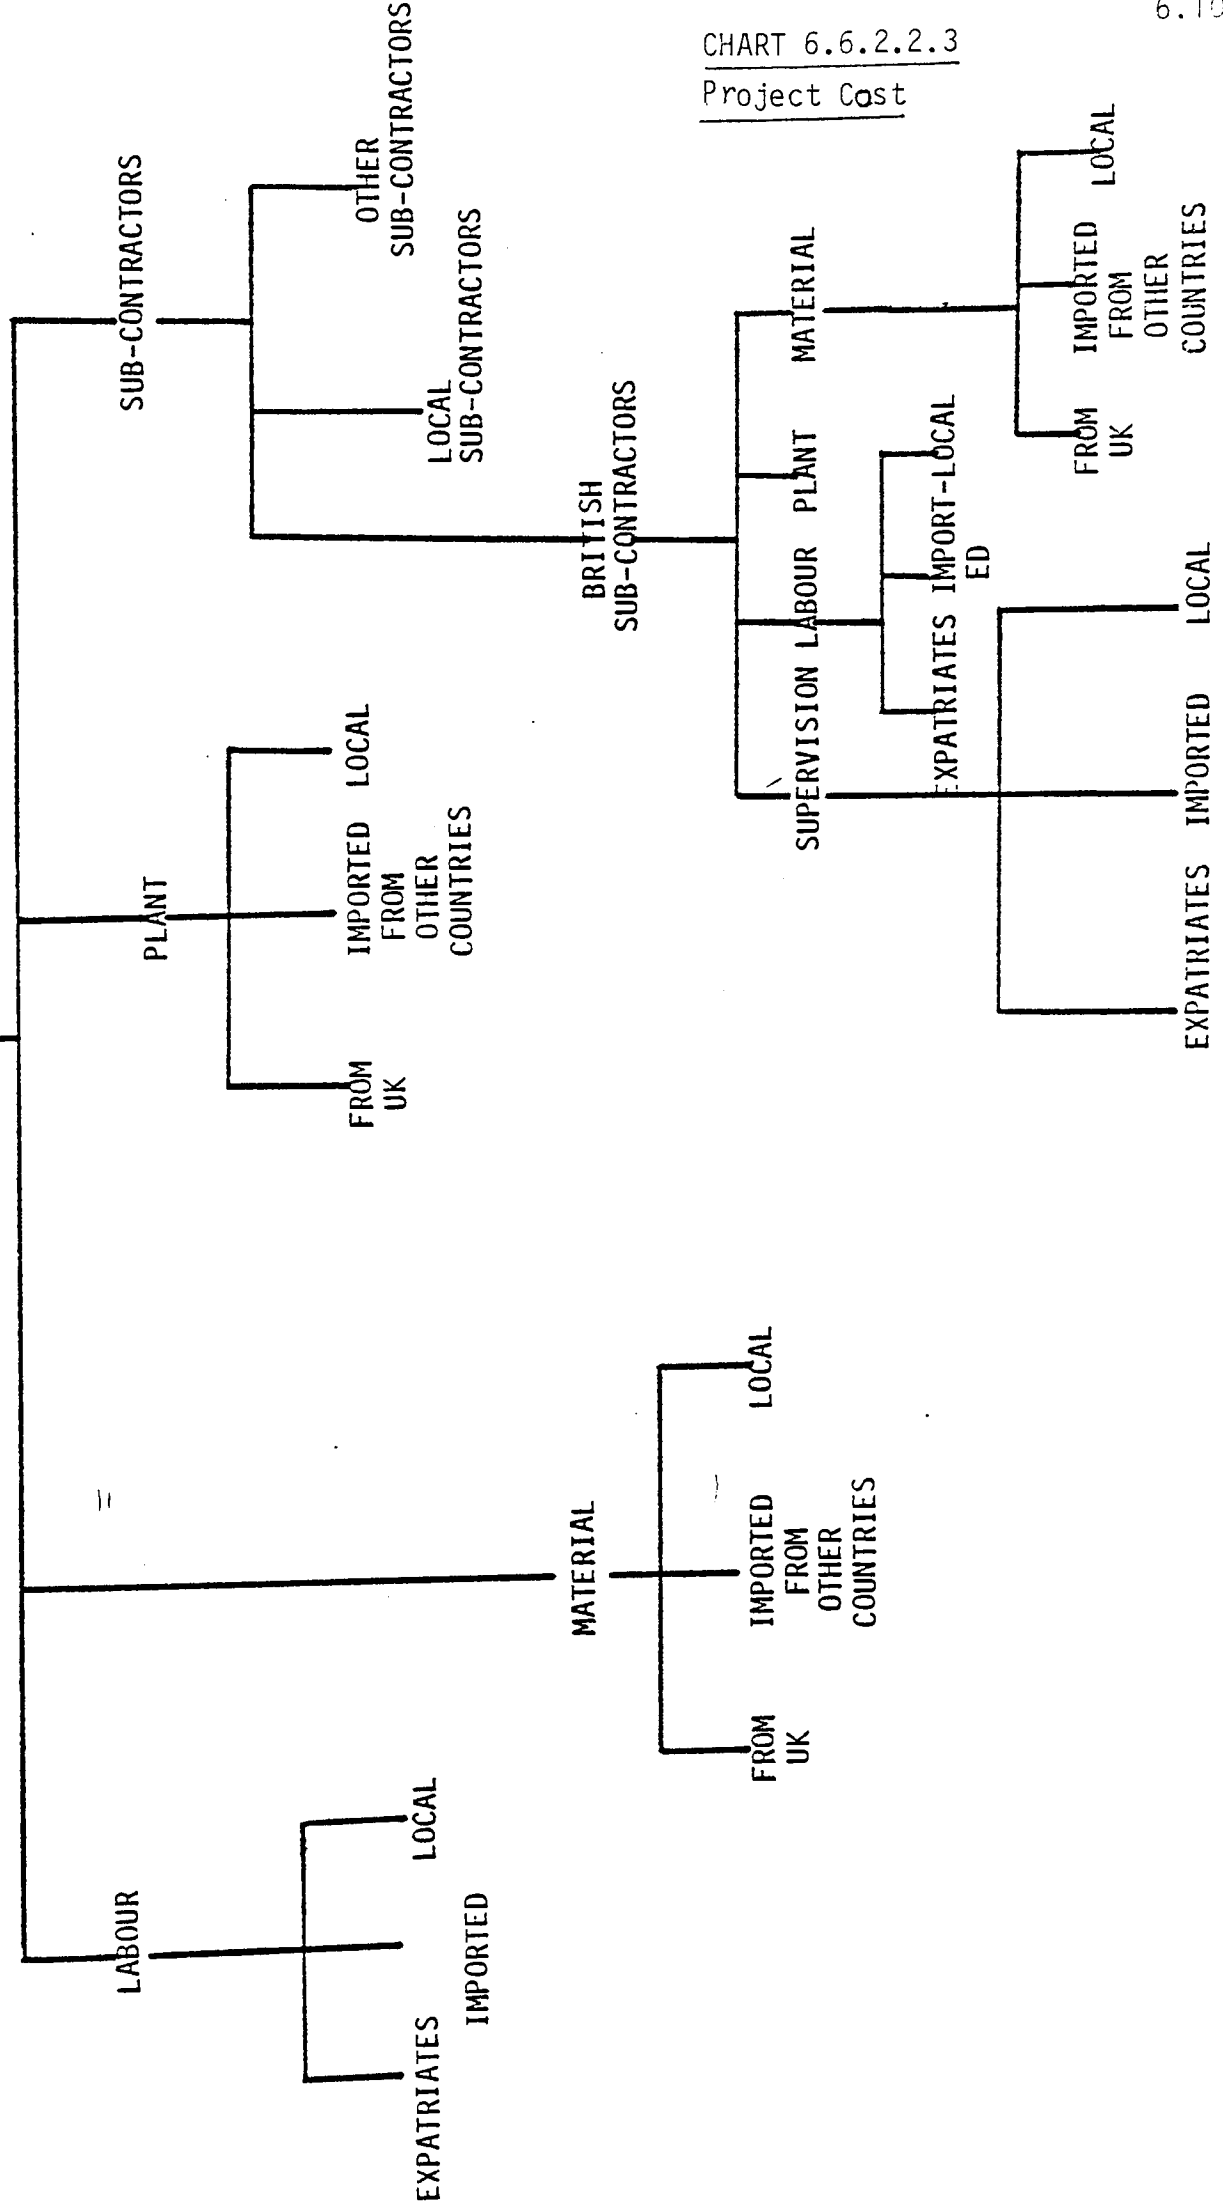 6.10
CHART 6.6.2.2.3
Project Cost
LABOUR
EXPATRIATES
IMPORTED
LOCAL
MATERIAL
FROM
UK
IMPORTED
FROM
OTHER
COUNTRIES
LOCAL
PLANT
FROM
UK
IMPORTED
FROM
OTHER
COUNTRIES
LOCAL
SUB-CONTRACTORS
BRITISH
SUB-CONTRACTORS
LOCAL
SUB-CONTRACTORS
OTHER
SUB-CONTRACTORS
SUPERVISION LABOUR PLANT MATERIAL
EXPATRIATES IMPORT-LOCAL
ED
FROM
UK
IMPORTED
FROM
OTHER
COUNTRIES
LOCAL
EXPATRIATES IMPORTED LOCAL